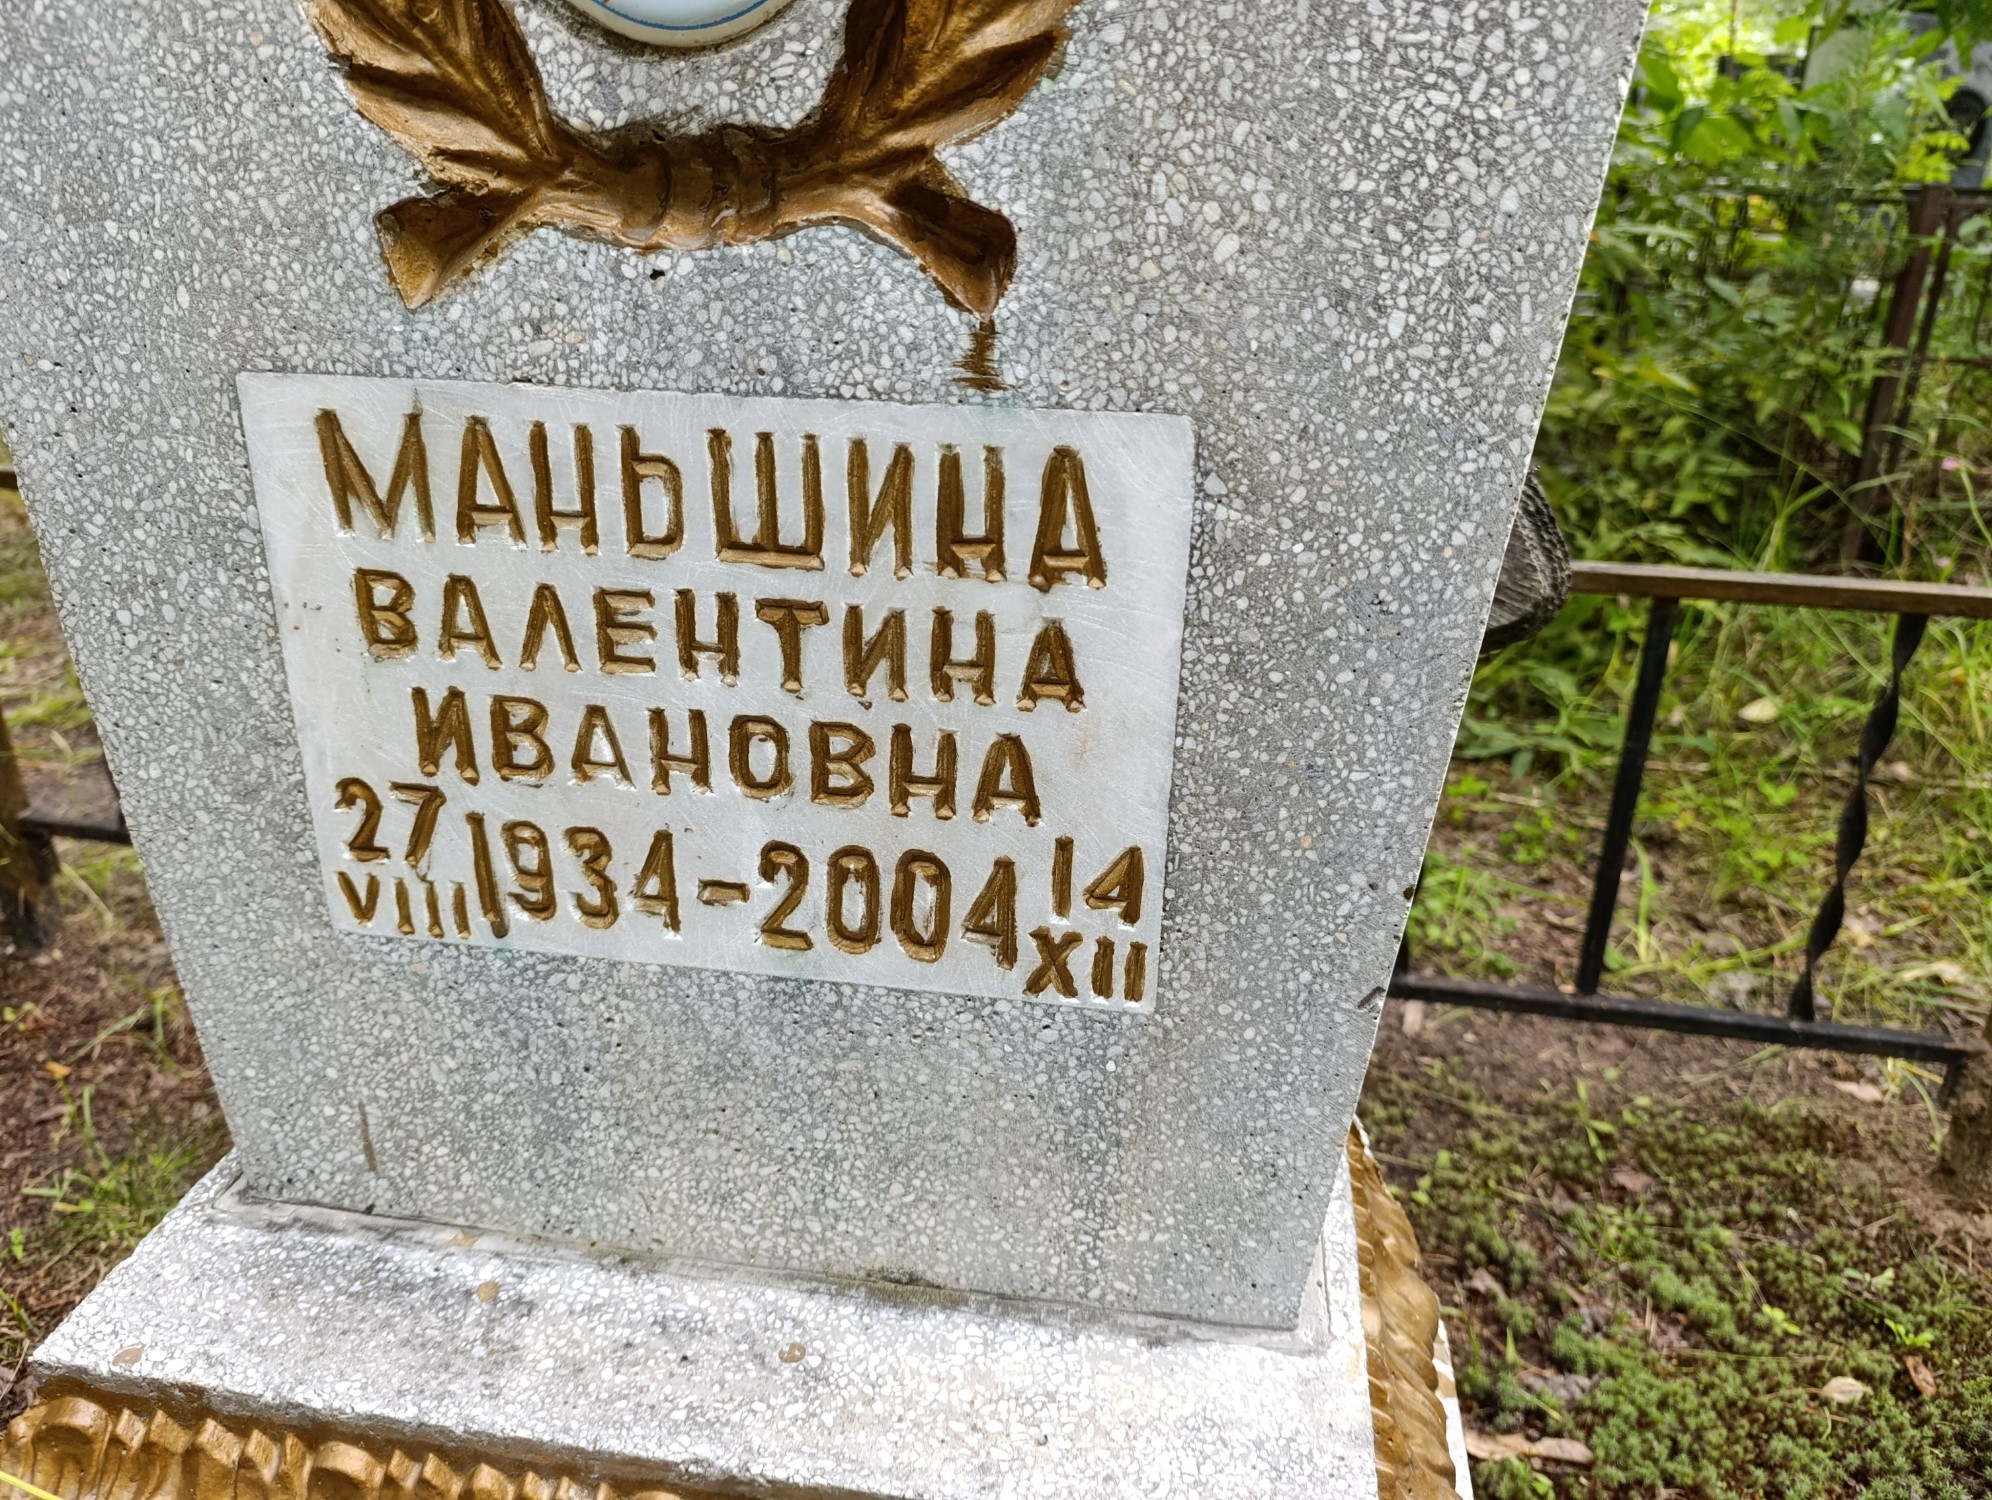 МАНЬШИНА
ВАЛЕНТИНА
ИВАНОВНА
27 VIII 1934-2004 14 XII